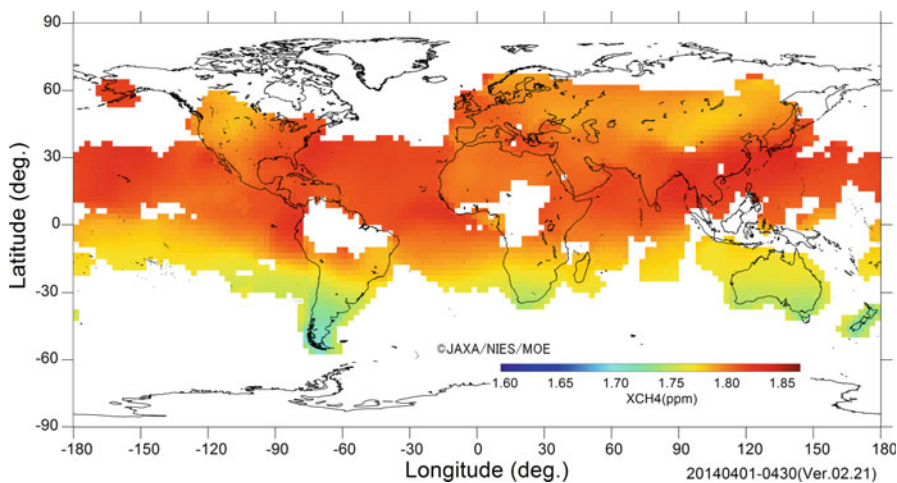 90
60
30
0
-30
-60
-90
Latitude (deg.)
©JAXA/NIES/MOE
1.60 1.65 1.70 1.75 1.80 1.85
XCH4(ppm)
-180 -150 -120 -90 -60 -30 0 30 60 90 120 150 180
Longitude (deg.)
20140401-0430(Ver.02.21)